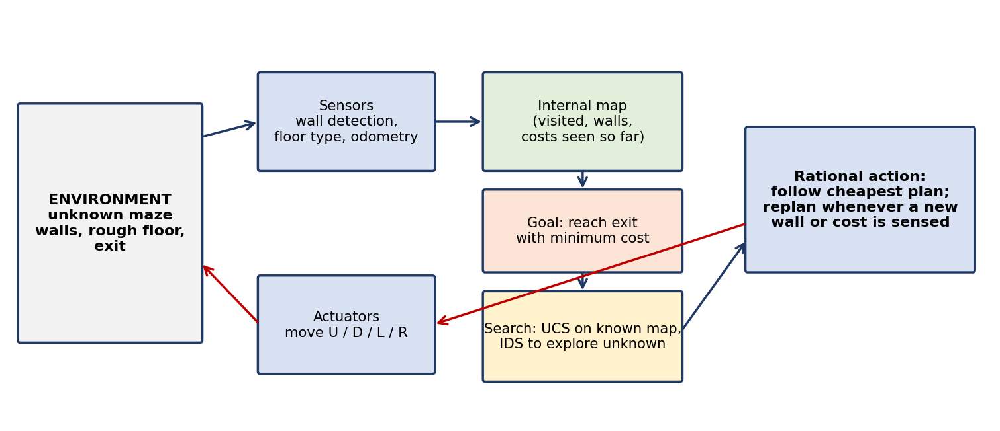 ENVIRONMENT
unknown maze
walls, rough floor,
exit
Sensors
wall detection,
floor type, odometry
Internal map
(visited, walls,
costs seen so far)
Goal: reach exit
with minimum cost
Search: UCS on known map,
IDS to explore unknown
Rational action:
follow cheapest plan;
replan whenever a new
wall or cost is sensed
Actuators
move U / D / L / R